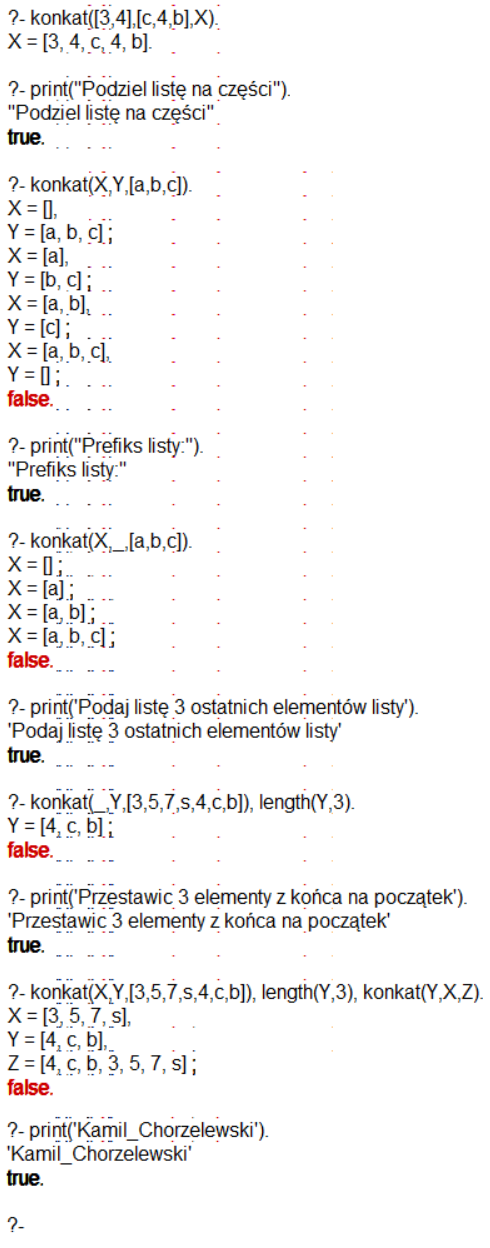 ?- konkat([3,4],[c,4,b],X).
X = [3, 4, c, 4, b].
?- print("Podziel listę na części").
"Podziel listę na części"
true.
?- konkat(X,Y,[a,b,c]).
X = [],
Y = [a, b, c] ;
X = [a],
Y = [b, c] ;
X = [a, b],
Y = [c] ;
X = [a, b, c],
Y = [] ;
false.
?- print("Prefiks listy:").
"Prefiks listy:"
true.
?- konkat(X,_,[a,b,c]).
X = [] ;
X = [a] ;
X = [a, b] ;
X = [a, b, c] ;
false.
?- print('Podaj listę 3 ostatnich elementów listy').
'Podaj listę 3 ostatnich elementów listy'
true.
?- konkat(_,Y,[3,5,7,s,4,c,b]), length(Y,3).
Y = [4, c, b] ;
false.
?- print('Przestawic 3 elementy z końca na początek').
'Przestawic 3 elementy z końca na początek'
true.
?- konkat(X,Y,[3,5,7,s,4,c,b]), length(Y,3), konkat(Y,X,Z).
X = [3, 5, 7, s],
Y = [4, c, b],
Z = [4, c, b, 3, 5, 7, s] ;
false.
?- print('Kamil_Chorzelewski').
'Kamil_Chorzelewski'
true.
?-